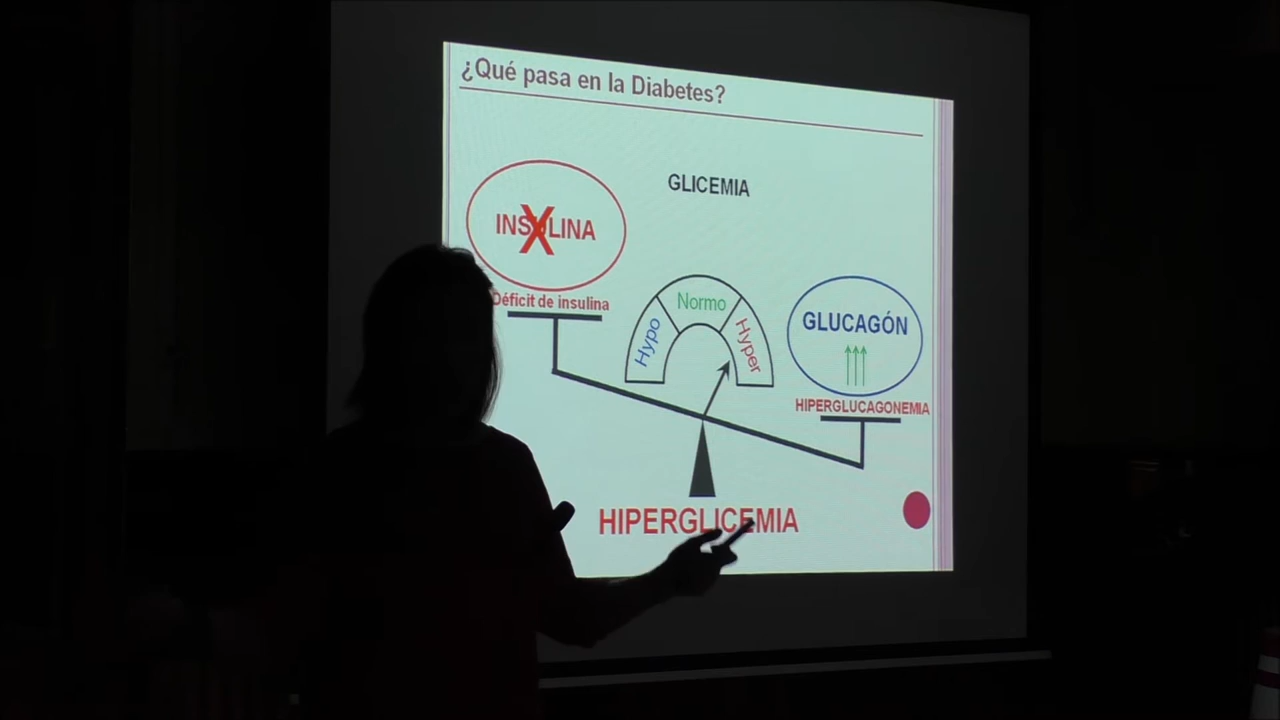 ¿Qué pasa en la Diabetes?
GLICEMIA
INSULINA
Déficit de insulina
Hypo
Normo
Hyper
GLUCAGÓN
HIPERGLUCAGONEMIA
HIPERGLICEMIA